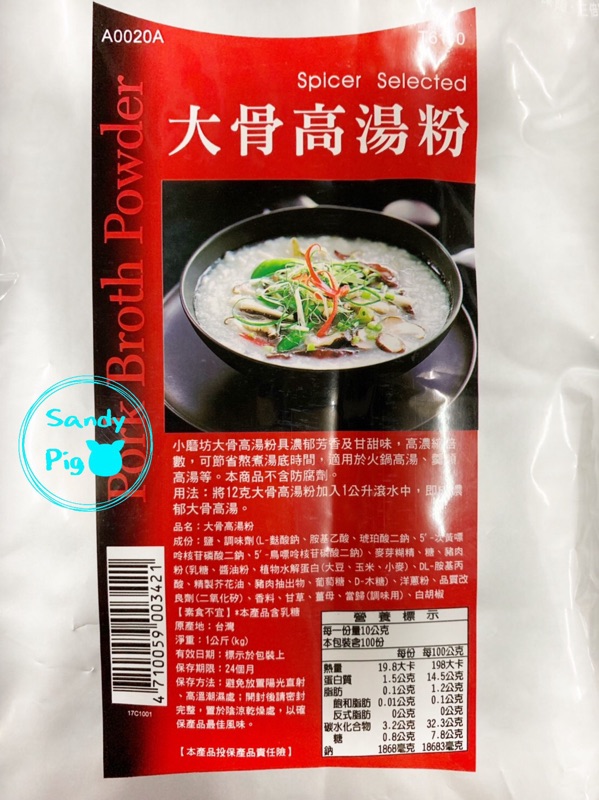 A0020A
Spicer Selected
大骨高湯粉
Pork Broth Powder
Sandy
Pig
小磨坊大骨高湯粉具濃郁芳香及甘甜味，高濃縮倍
數，可節省熬煮湯底時間，適用於火鍋高湯、
高湯等。本商品不含防腐劑。
用法：將12克大骨高湯粉加入1公升滾水中，即
郁大骨高湯。
品名：大骨高湯粉
成份：鹽、調味劑(L-麩酸鈉、胺基乙酸、琥珀酸二鈉、5'-次黃嘌
呤核苷磷酸二鈉、5'-鳥嘌呤核苷磷酸二鈉)、麥芽糊精、糖、豬肉
粉(乳糖、醬油粉、植物水解蛋白(大豆、玉米、小麥)、DL-胺基丙
酸、精製芥花油、豬肉抽出物、葡萄糖、D-木糖)、洋蔥粉、品質改
良劑(二氧化矽)、香料、甘草、薑母、當歸(調味用)、白胡椒
【素食不宜】※本產品含乳糖
原產地：台灣
淨重：1公斤(kg)
有效日期：標示於包裝上
保存期限：24個月
保存方法：避免放置陽光直射
、高溫潮濕處；開封後請密封
完整，置於陰涼乾燥處，以確
保產品最佳風味。
【本產品投保產品責任險】
營養標示
每一份量10公克
本包裝含100份
每份 每100公克
熱量 19.8大卡 198大卡
蛋白質 1.5公克 14.5公克
脂肪 0.1公克 1.2公克
飽和脂肪 0.01公克 0.1公克
反式脂肪 0公克 0公克
碳水化合物 3.2公克 32.3公克
糖 0.8公克 7.8公克
鈉 1868毫克 18683毫克
4 710059 003421
17C1001